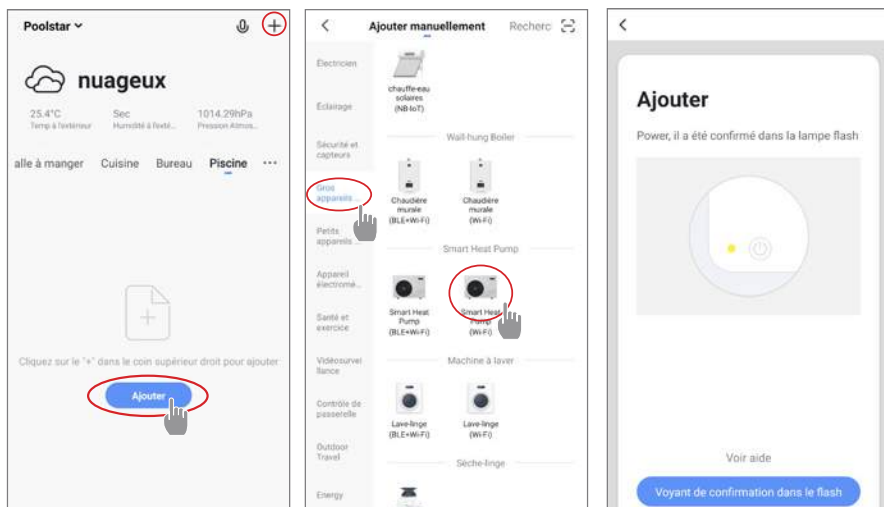 Poolstar
nuageux
25.4°C Sec 1014.29hPa
Temp à l'extérieur Humidité à l'exté... Pression Atmos...
alle à manger Cuisine Bureau Piscine ...
Cliquez sur le "+" dans le coin supérieur droit pour ajouter
Ajouter
Ajouter manuellement Recherc
Électricien
Éclairage
Sécurité et
capteurs
Gros
appareils ...
Petits
appareils ...
Appareil
électromé...
Santé et
exercice
Vidéosurvei
llance
Contrôle de
passerelle
Outdoor
Travel
Energy
chauffe-eau
solaires
(NB-IoT)
Wall-hung Boiler
Chaudière
murale
(BLE+Wi-Fi)
Chaudière
murale
(Wi-Fi)
Smart Heat Pump
Smart Heat
Pump
(BLE+Wi-Fi)
Smart Heat
Pump
(Wi-Fi)
Machine à laver
Lave-linge
(BLE+Wi-Fi)
Lave-linge
(Wi-Fi)
Sèche-linge
Ajouter
Power, il a été confirmé dans la lampe flash
Voir aide
Voyant de confirmation dans le flash